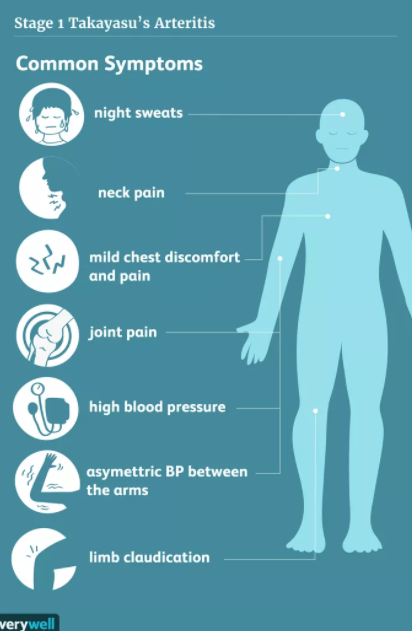 Stage 1 Takayasu's Arteritis
Common Symptoms
night sweats
neck pain
mild chest discomfort
and pain
joint pain
high blood pressure
asymettric BP between
the arms
limb claudication
verywell